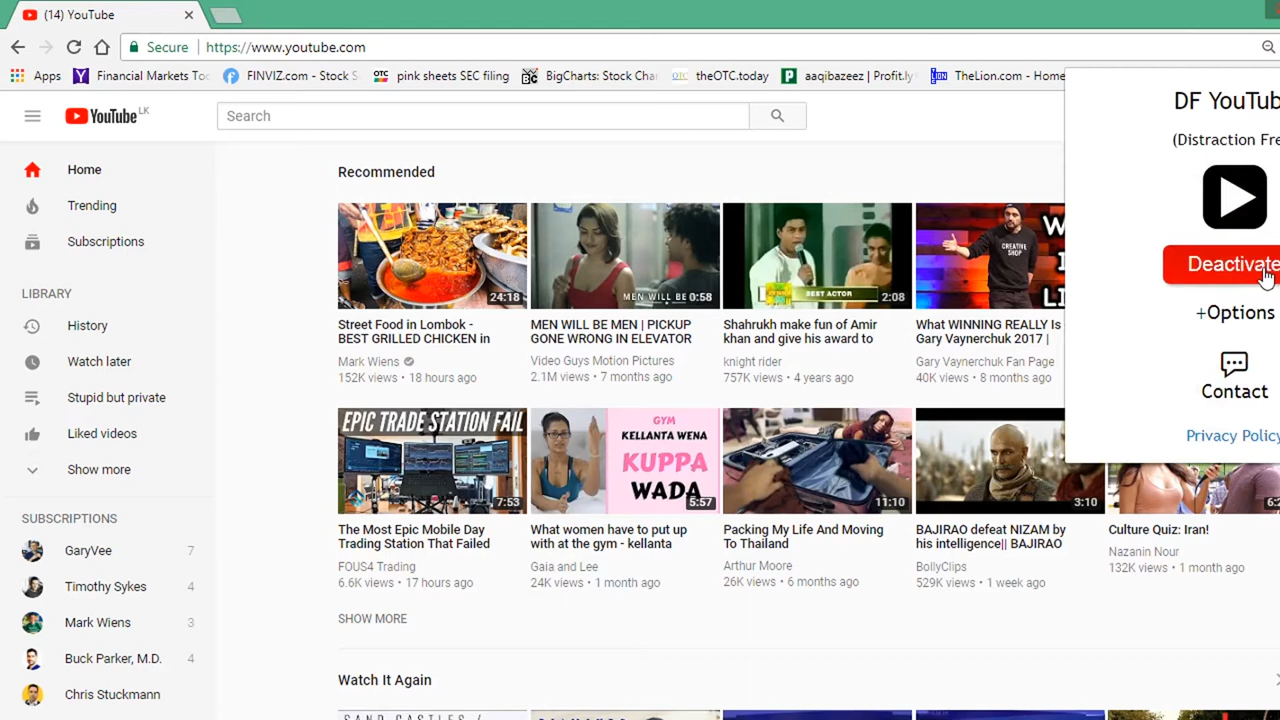 (14) YouTube
Secure
https://www.youtube.com
Apps
Financial Markets To
FINVIZ.com - Stock S
OTC
pink sheets SEC filing
BC
BigCharts: Stock Cha
OTC
theOTC.today
aaqibazeez | Profit.ly
LION
TheLion.com - Home
YouTube LK
Search
DF YouTub
(Distraction Fre
Deactivate
+Options
Contact
Privacy Policy
Home
Trending
Subscriptions
LIBRARY
History
Watch later
Stupid but private
Liked videos
Show more
SUBSCRIPTIONS
GaryVee 7
Timothy Sykes 4
Mark Wiens 3
Buck Parker, M.D. 4
Chris Stuckmann
Recommended
24:18
Street Food in Lombok -
BEST GRILLED CHICKEN in
Mark Wiens
152K views • 18 hours ago
MEN WILL BE
0:58
MEN WILL BE MEN | PICKUP
GONE WRONG IN ELEVATOR
Video Guys Motion Pictures
2.1M views • 7 months ago
BEST ACTOR
2:08
Shahrukh make fun of Amir
khan and give his award to
knight rider
757K views • 4 years ago
CREATIVE
SHOP
What WINNING REALLY Is
Gary Vaynerchuk 2017 |
Gary Vaynerchuk Fan Page
40K views • 8 months ago
EPIC TRADE STATION FAIL
7:53
The Most Epic Mobile Day
Trading Station That Failed
FOUS4 Trading
6.6K views • 17 hours ago
GYM
KELLANTA WENA
KUPPA
WADA
5:57
What women have to put up
with at the gym - kellanta
Gaia and Lee
24K views • 1 month ago
11:10
Packing My Life And Moving
To Thailand
Arthur Moore
26K views • 6 months ago
3:10
BAJIRAO defeat NIZAM by
his intelligence|| BAJIRAO
BollyClips
529K views • 1 week ago
6:2
Culture Quiz: Iran!
Nazanin Nour
132K views • 1 month ago
SHOW MORE
Watch It Again